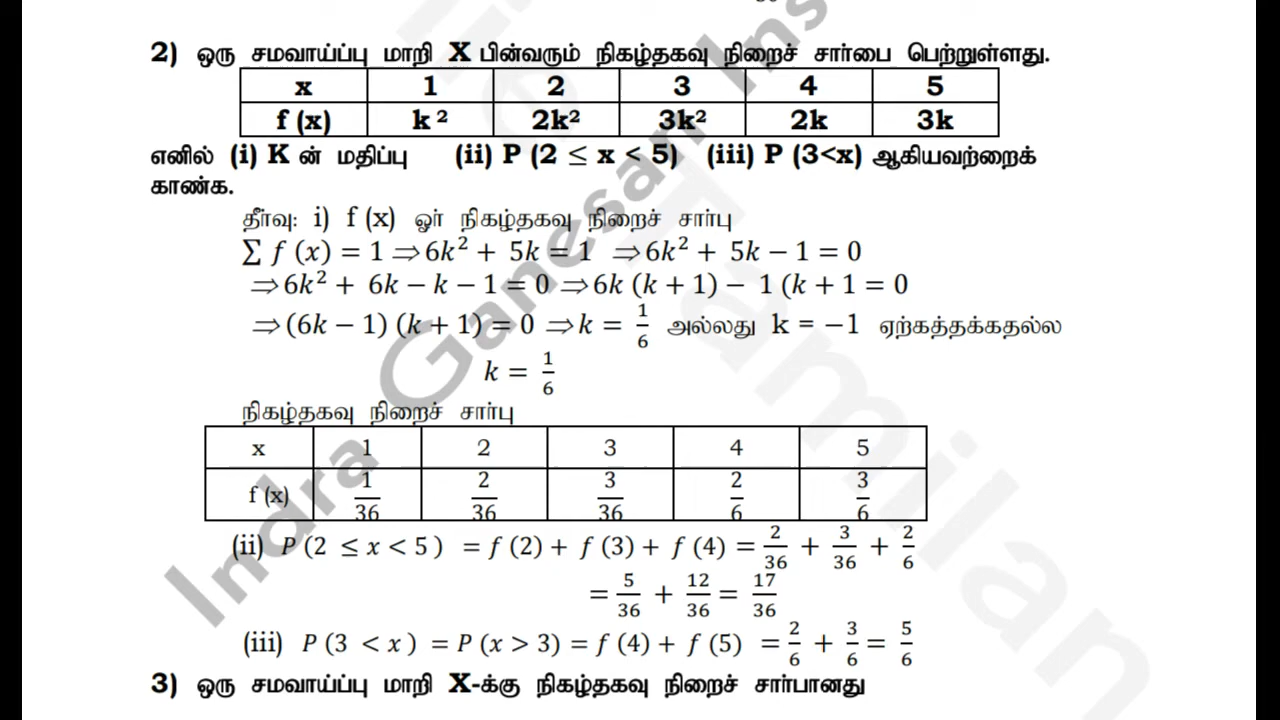 2) ஒரு சமவாய்ப்பு மாறி X பின்வரும் நிகழ்தகவு நிறைச் சார்பை பெற்றுள்ளது.
x 1 2 3 4 5
f (x) k² 2k² 3k² 2k 3k
எனில் (i) K ன் மதிப்பு (ii) P (2 ≤ x < 5) (iii) P (3<x) ஆகியவற்றைக்
காண்க.
தீர்வு: i) f (x) ஓர் நிகழ்தகவு நிறைச் சார்பு
∑ f (x) = 1 ⇒ 6k² + 5k = 1 ⇒ 6k² + 5k − 1 = 0
⇒ 6k² + 6k − k − 1 = 0 ⇒ 6k (k + 1) − 1 (k + 1 = 0
⇒ (6k − 1) (k + 1) = 0 ⇒ k = 1/6 அல்லது k = −1 ஏற்கத்தக்கதல்ல
k = 1/6
நிகழ்தகவு நிறைச் சார்பு
x 1 2 3 4 5
f (x) 1/36 2/36 3/36 2/6 3/6
(ii) P (2 ≤ x < 5 ) = f (2) + f (3) + f (4) = 2/36 + 3/36 + 2/6
= 5/36 + 12/36 = 17/36
(iii) P (3 < x ) = P (x > 3) = f (4) + f (5) = 2/6 + 3/6 = 5/6
3) ஒரு சமவாய்ப்பு மாறி X-க்கு நிகழ்தகவு நிறைச் சார்பானது
Indra Ganesan Ins
Tamilan